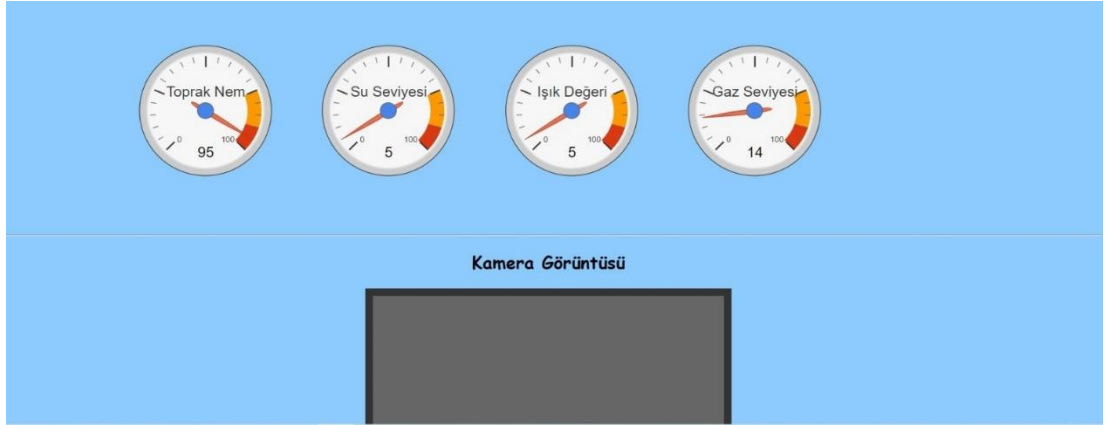 Toprak Nem
0
100
95
Su Seviyesi
0
100
5
Işık Değeri
0
100
5
Gaz Seviyesi
0
100
14
Kamera Görüntüsü